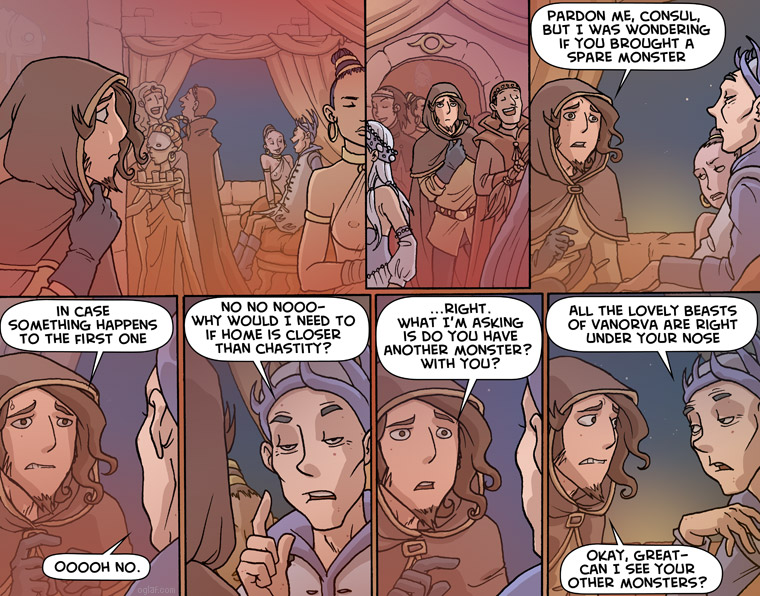 PARDON ME, CONSUL,
BUT I WAS WONDERING
IF YOU BROUGHT A
SPARE MONSTER
IN CASE
SOMETHING HAPPENS
TO THE FIRST ONE
OOOOH NO.
NO NO NOOO-
WHY WOULD I NEED TO
IF HOME IS CLOSER
THAN CHASTITY?
...RIGHT.
WHAT I'M ASKING
IS DO YOU HAVE
ANOTHER MONSTER?
WITH YOU?
ALL THE LOVELY BEASTS
OF VANORVA ARE RIGHT
UNDER YOUR NOSE
OKAY, GREAT-
CAN I SEE YOUR
OTHER MONSTERS?
oglaf.com